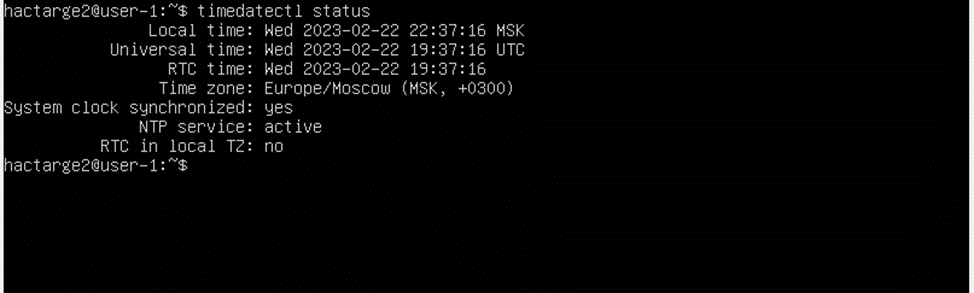 hactarge2@user-1:~$ timedatectl status
Local time: Wed 2023-02-22 22:37:16 MSK
Universal time: Wed 2023-02-22 19:37:16 UTC
RTC time: Wed 2023-02-22 19:37:16
Time zone: Europe/Moscow (MSK, +0300)
System clock synchronized: yes
NTP service: active
RTC in local TZ: no
hactarge2@user-1:~$